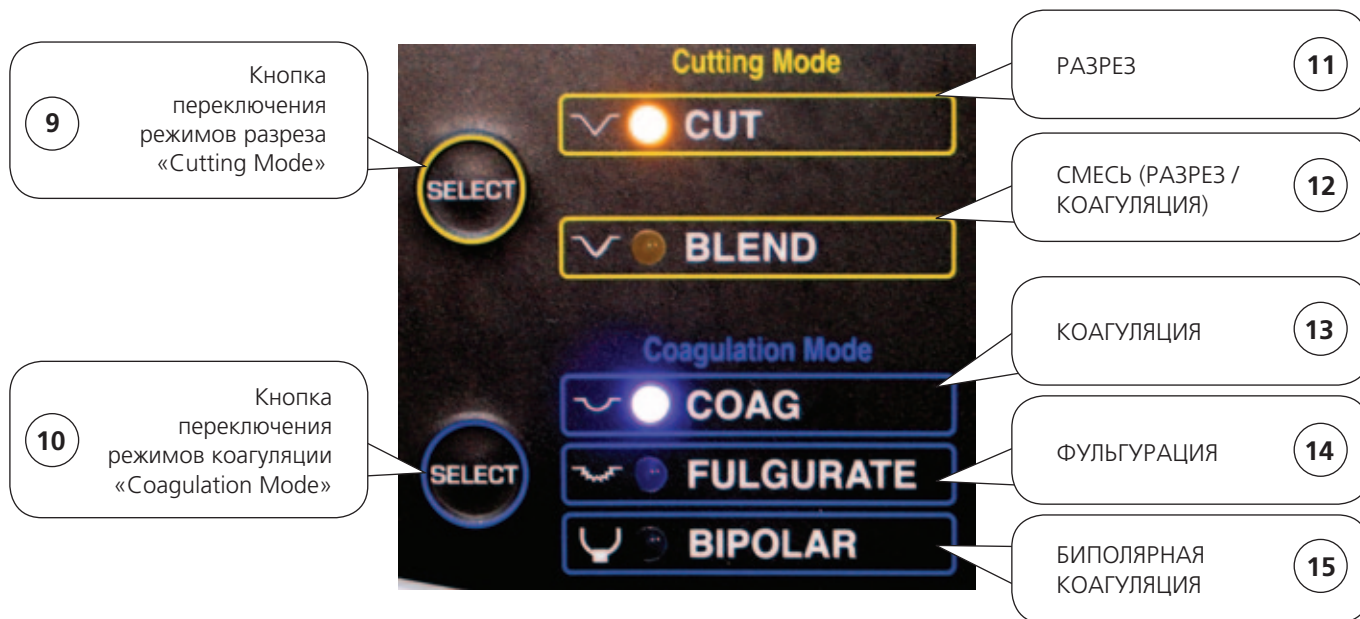 9
Кнопка
переключения
режимов разреза
«Cutting Mode»
10
Кнопка
переключения
режимов коагуляции
«Coagulation Mode»
Cutting Mode
SELECT
CUT
BLEND
Coagulation Mode
SELECT
COAG
FULGURATE
BIPOLAR
РАЗРЕЗ
11
СМЕСЬ (РАЗРЕЗ /
КОАГУЛЯЦИЯ)
12
КОАГУЛЯЦИЯ
13
ФУЛЬГУРАЦИЯ
14
БИПОЛЯРНАЯ
КОАГУЛЯЦИЯ
15